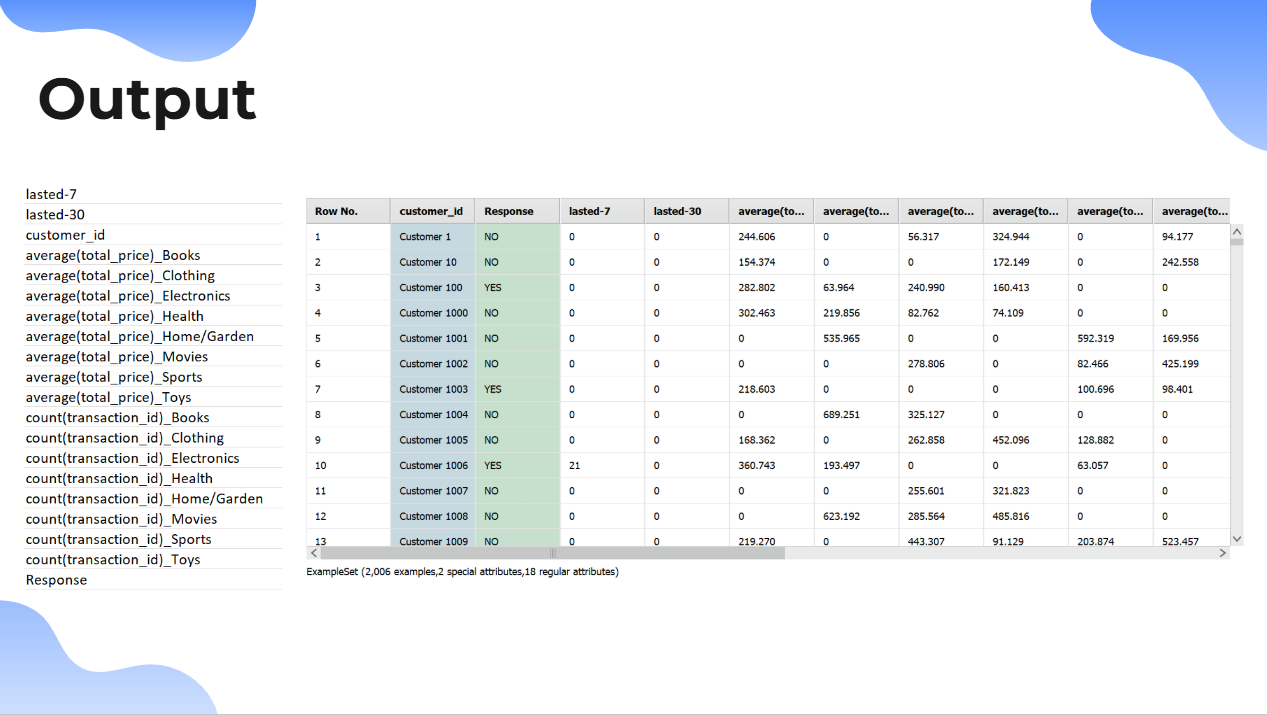 Output
lasted-7
lasted-30
customer_id
average(total_price)_Books
average(total_price)_Clothing
average(total_price)_Electronics
average(total_price)_Health
average(total_price)_Home/Garden
average(total_price)_Movies
average(total_price)_Sports
average(total_price)_Toys
count(transaction_id)_Books
count(transaction_id)_Clothing
count(transaction_id)_Electronics
count(transaction_id)_Health
count(transaction_id)_Home/Garden
count(transaction_id)_Movies
count(transaction_id)_Sports
count(transaction_id)_Toys
Response
Row No. customer_id Response lasted-7 lasted-30 average(to... average(to... average(to... average(to... average(to... average(to...
1 Customer 1 NO 0 0 244.606 0 56.317 324.944 0 94.177
2 Customer 10 NO 0 0 154.374 0 0 172.149 0 242.558
3 Customer 100 YES 0 0 282.802 63.964 240.990 160.413 0 0
4 Customer 1000 NO 0 0 302.463 219.856 82.762 74.109 0 0
5 Customer 1001 NO 0 0 0 535.965 0 0 592.319 169.956
6 Customer 1002 NO 0 0 0 0 278.806 0 82.466 425.199
7 Customer 1003 YES 0 0 218.603 0 0 0 100.696 98.401
8 Customer 1004 NO 0 0 0 689.251 325.127 0 0 0
9 Customer 1005 NO 0 0 168.362 0 262.858 452.096 128.882 0
10 Customer 1006 YES 21 0 360.743 193.497 0 0 63.057 0
11 Customer 1007 NO 0 0 0 0 255.601 321.823 0 0
12 Customer 1008 NO 0 0 0 623.192 285.564 485.816 0 0
13 Customer 1009 NO 0 0 219.270 0 443.307 91.129 203.874 523.457
ExampleSet (2,006 examples,2 special attributes,18 regular attributes)